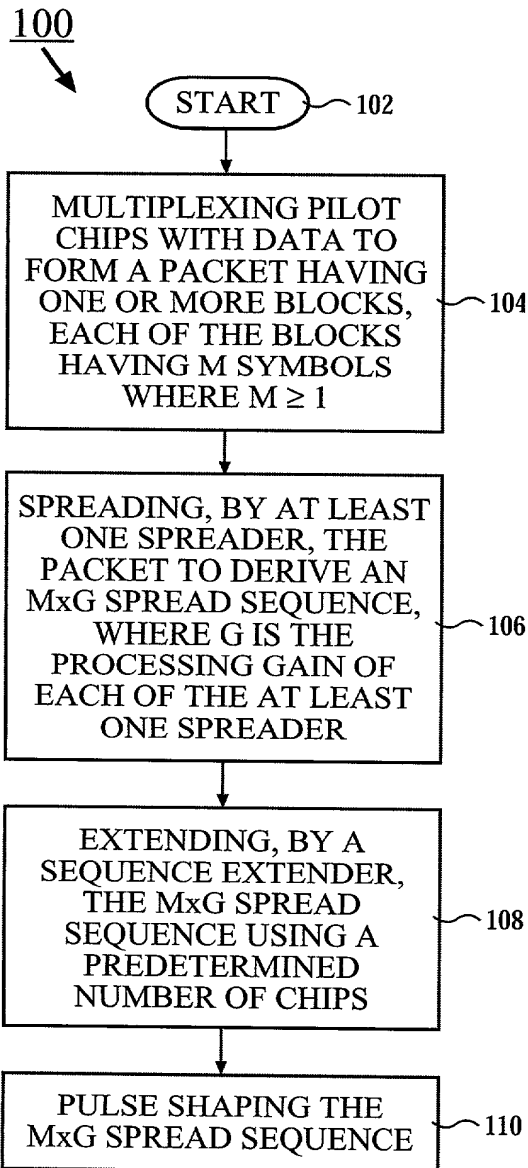 100
START
102
MULTIPLEXING PILOT
CHIPS WITH DATA TO
FORM A PACKET HAVING
ONE OR MORE BLOCKS,
EACH OF THE BLOCKS
HAVING M SYMBOLS
WHERE M ≥ 1
104
SPREADING, BY AT LEAST
ONE SPREADER, THE
PACKET TO DERIVE AN
MxG SPREAD SEQUENCE,
WHERE G IS THE
PROCESSING GAIN OF
EACH OF THE AT LEAST
ONE SPREADER
106
EXTENDING, BY A
SEQUENCE EXTENDER,
THE MxG SPREAD
SEQUENCE USING A
PREDETERMINED
NUMBER OF CHIPS
108
PULSE SHAPING THE
MxG SPREAD SEQUENCE
110